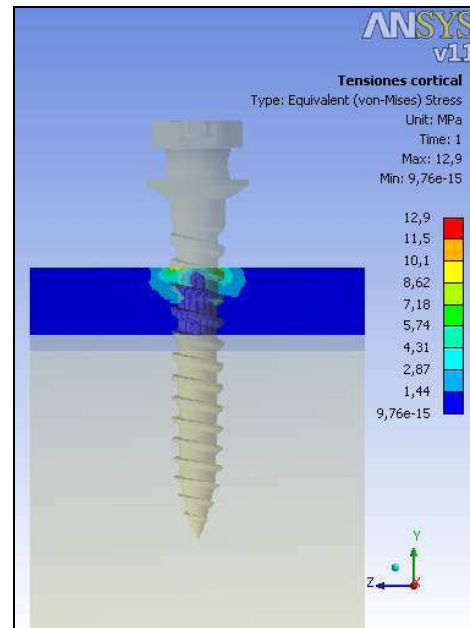 ANSYS
v11
Tensiones cortical
Type: Equivalent (von-Mises) Stress
Unit: MPa
Time: 1
Max: 12,9
Min: 9,76e-15
12,9
11,5
10,1
8,62
7,18
5,74
4,31
2,87
1,44
9,76e-15
Y
Z
X